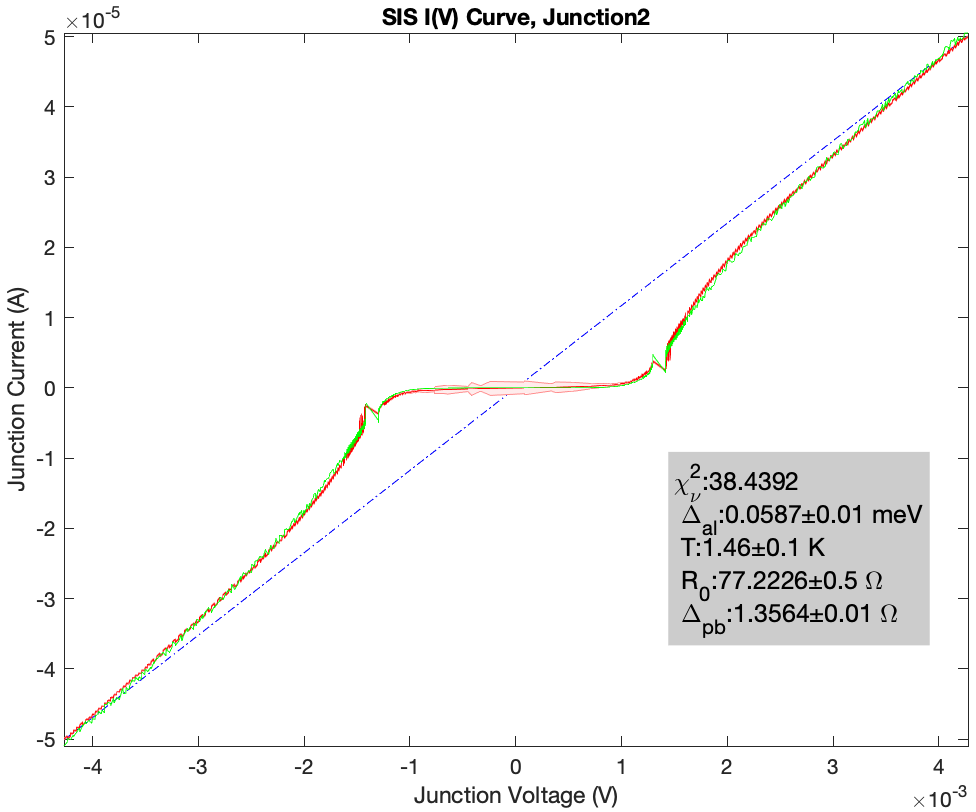 SIS I(V) Curve, Junction2
×10⁻⁵
5
4
3
2
1
0
-1
-2
-3
-4
-5
Junction Current (A)
χ²ᵥ:38.4392
Δal:0.0587±0.01 meV
T:1.46±0.1 K
R₀:77.2226±0.5 Ω
Δpb:1.3564±0.01 Ω
-4 -3 -2 -1 0 1 2 3 4
×10⁻³
Junction Voltage (V)